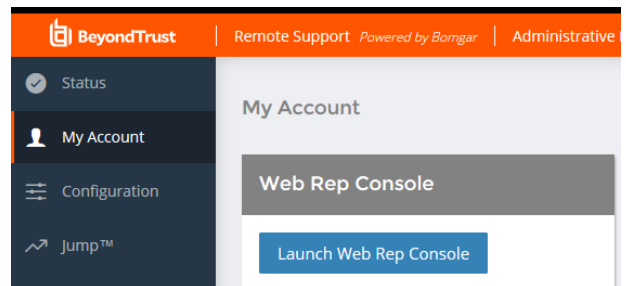 BeyondTrust Remote Support Powered by Bomgar Administrative
Status
My Account
Configuration
Jump™
My Account
Web Rep Console
Launch Web Rep Console